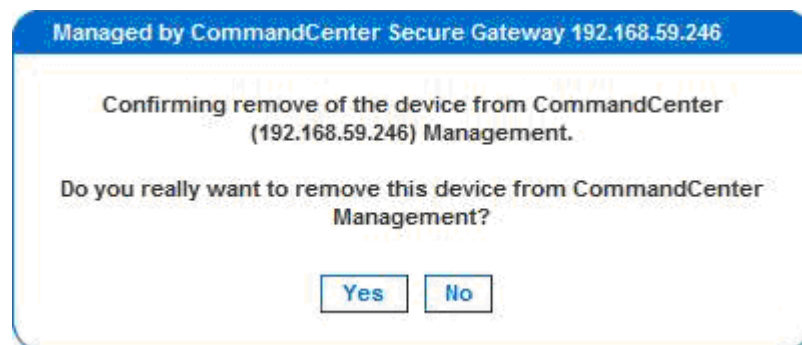 Managed by CommandCenter Secure Gateway 192.168.59.246
Confirming remove of the device from CommandCenter
(192.168.59.246) Management.
Do you really want to remove this device from CommandCenter
Management?
Yes No